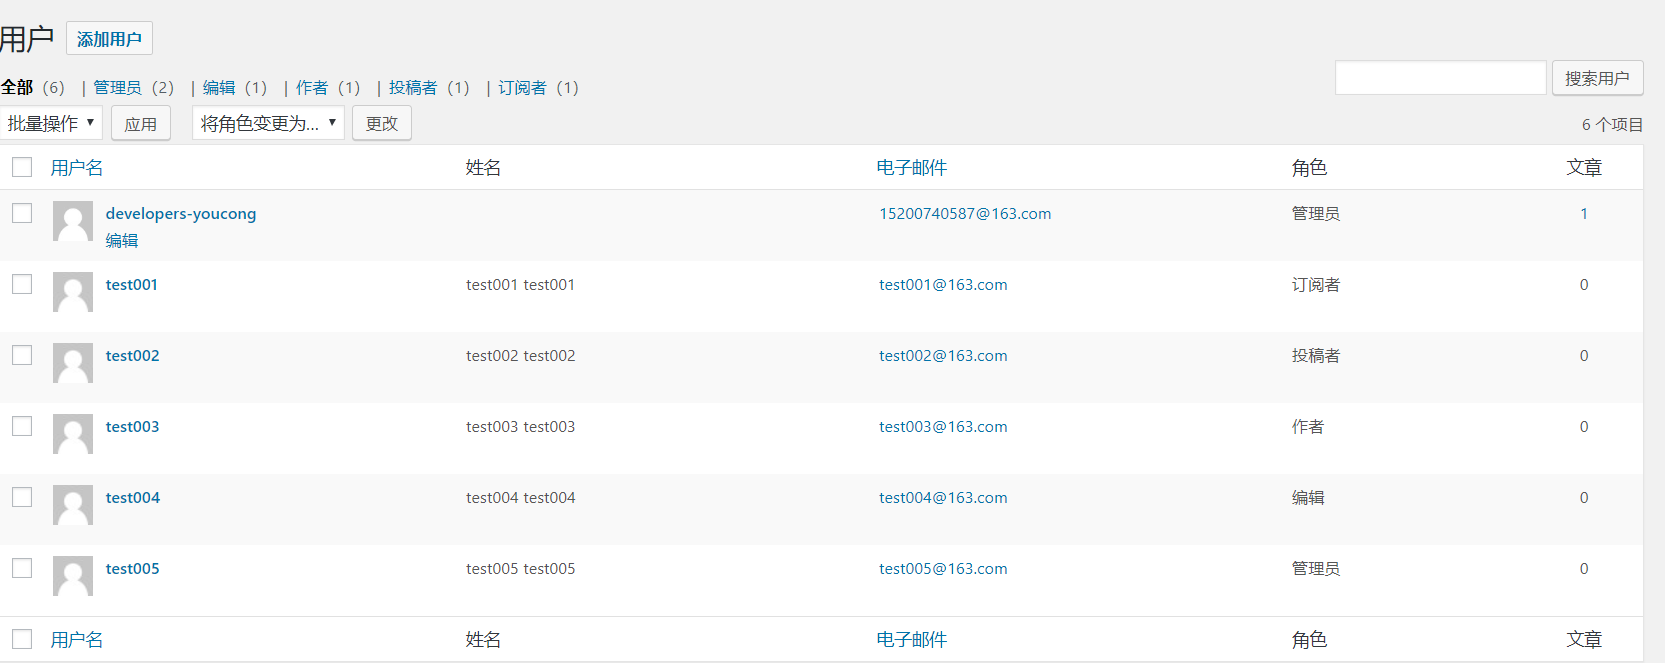 用户 添加用户
全部（6） | 管理员（2） | 编辑（1） | 作者（1） | 投稿者（1） | 订阅者（1）
搜索用户
批量操作 应用 将角色变更为... 更改 6 个项目
用户名 姓名 电子邮件 角色 文章
developers-youcong 15200740587@163.com 管理员 1
编辑
test001 test001 test001 test001@163.com 订阅者 0
test002 test002 test002 test002@163.com 投稿者 0
test003 test003 test003 test003@163.com 作者 0
test004 test004 test004 test004@163.com 编辑 0
test005 test005 test005 test005@163.com 管理员 0
用户名 姓名 电子邮件 角色 文章